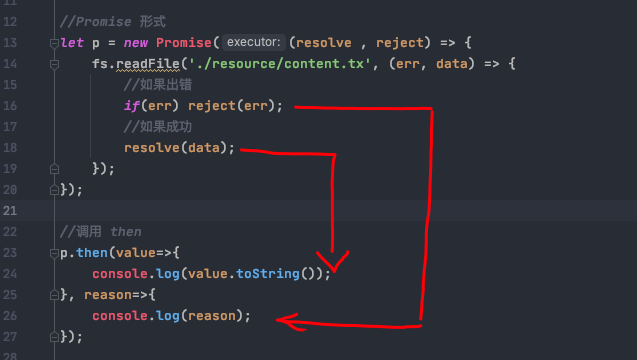 11
12 //Promise 形式
13 let p = new Promise( executor: (resolve , reject) => {
14 fs.readFile('./resource/content.tx', (err, data) => {
15 //如果出错
16 if(err) reject(err);
17 //如果成功
18 resolve(data);
19 });
20 });
21
22 //调用 then
23 p.then(value=>{
24 console.log(value.toString());
25 }, reason=>{
26 console.log(reason);
27 });
28